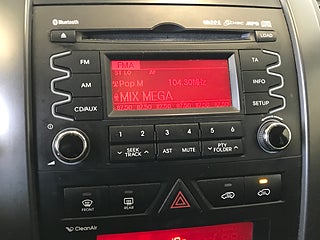 Bluetooth
LOAD
FM
FMA
TA
ST LO AF
AM
Pop M 104.30MHz
INFO
MIX MEGA
CD/AUX
SETUP
1 2 3 4 5 6
SEEK TRACK
AST MUTE
PTY FOLDER
FRONT
REAR
CleanAir